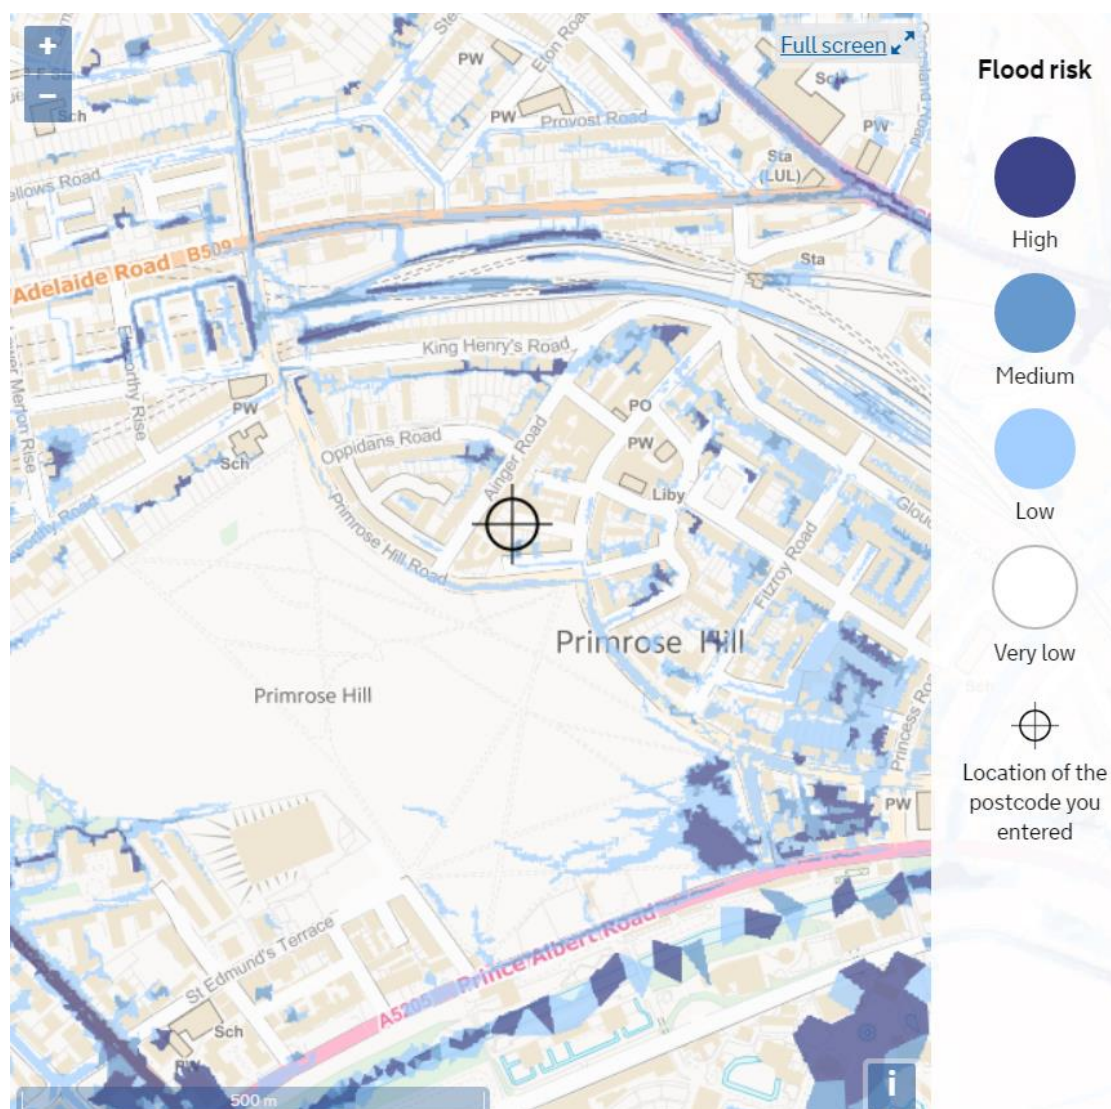 +
−
Full screen
PW
Eton Road
Sch
Sch
PW
Provost Road
PW
Sta
(LUL)
Adelaide Road B509
Sta
King Henry's Road
PO
PW
PW
Sch
Oppidans Road
Ainger Road
Liby
Primrose Hill Road
Fitzroy Road
Primrose Hill
Primrose Hill
PW
St Edmund's Terrace
A5205 Prince Albert Road
Sch
500 m
i
Flood risk
High
Medium
Low
Very low
Location of the
postcode you
entered